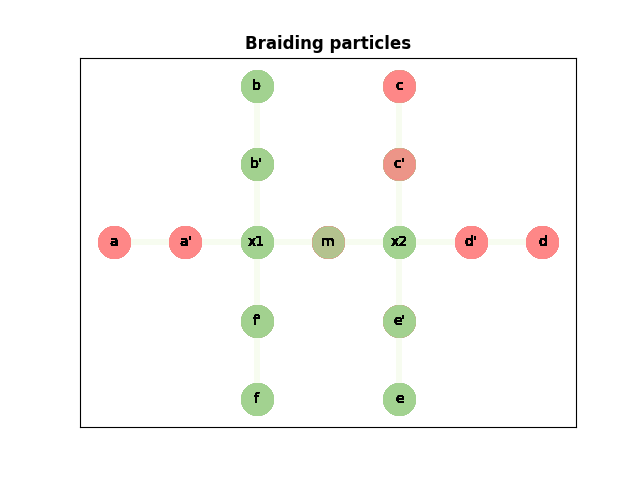 Braiding particles
b c
b' c'
a a' x1 m x2 d' d
f' e'
f e